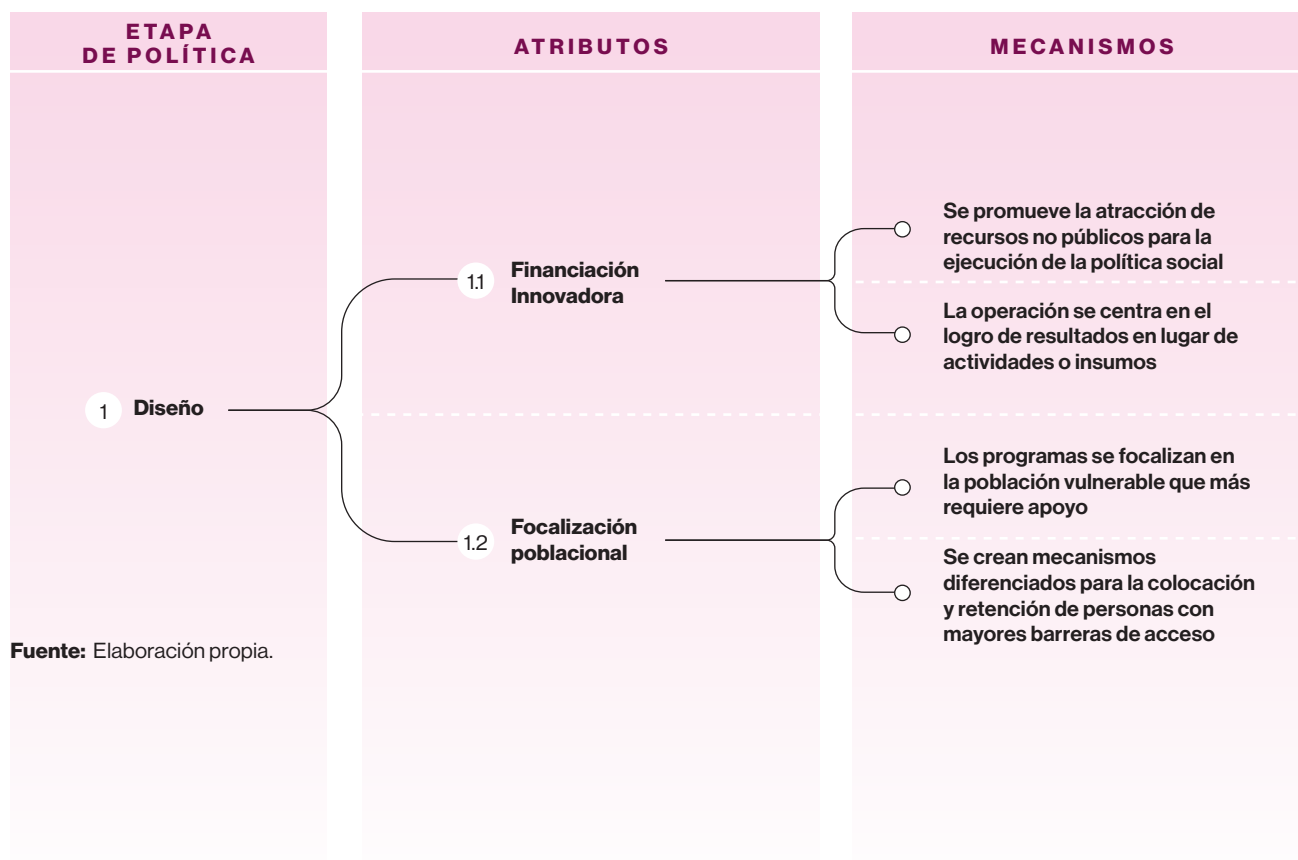 ETAPA
DE POLÍTICA
ATRIBUTOS
MECANISMOS
1 Diseño
1.1 Financiación
Innovadora
Se promueve la atracción de
recursos no públicos para la
ejecución de la política social
La operación se centra en el
logro de resultados en lugar de
actividades o insumos
1.2 Focalización
poblacional
Los programas se focalizan en
la población vulnerable que más
requiere apoyo
Se crean mecanismos
diferenciados para la colocación
y retención de personas con
mayores barreras de acceso
Fuente: Elaboración propia.